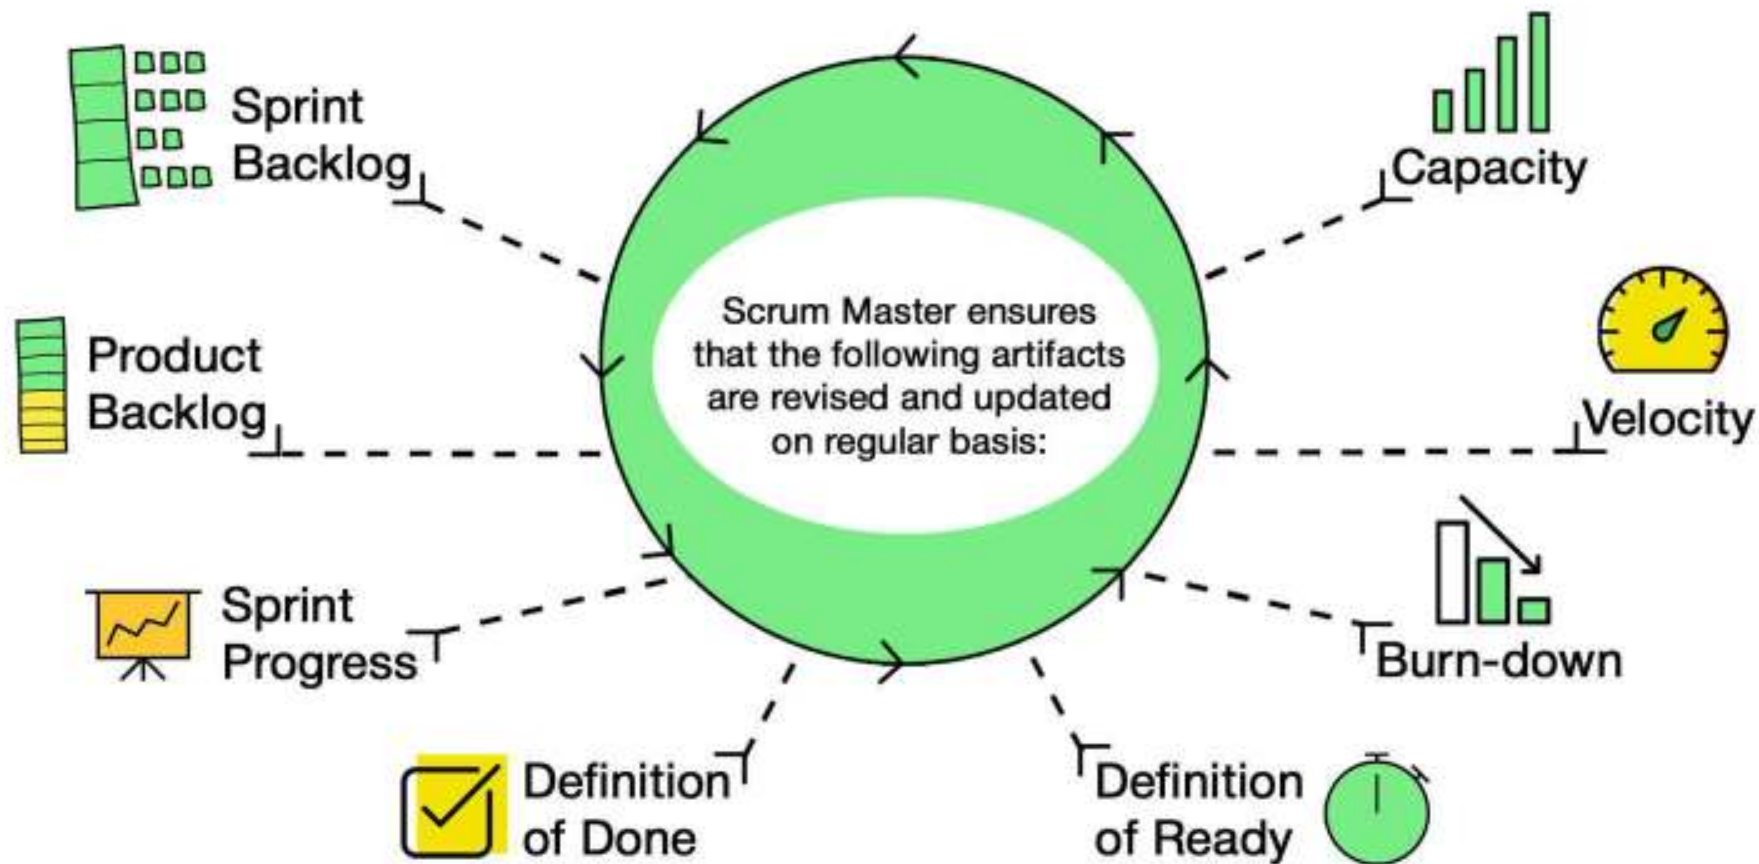 Sprint
Backlog
Capacity
Scrum Master ensures
that the following artifacts
are revised and updated
on regular basis:
Product
Backlog
Velocity
Sprint
Progress
Burn-down
Definition
of Done
Definition
of Ready